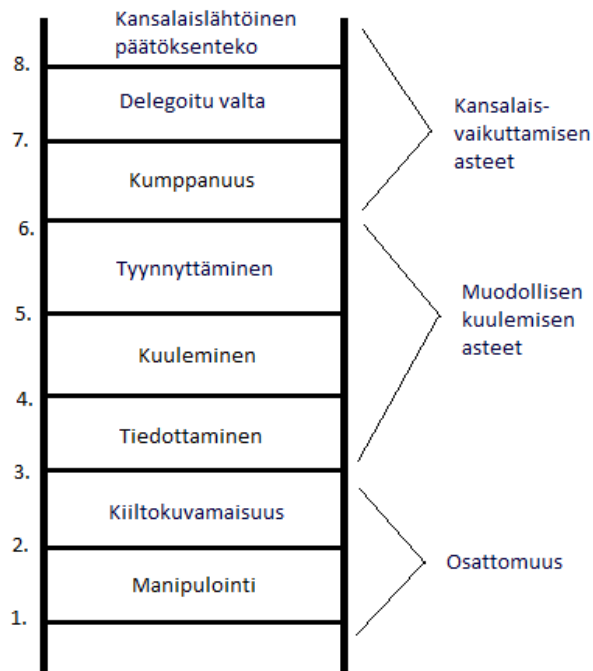 Kansalaislähtöinen
päätöksenteko
8.
Delegoitu valta
7.
Kumppanuus
6.
Tyynnyttäminen
5.
Kuuleminen
4.
Tiedottaminen
3.
Kiiltokuvamaisuus
2.
Manipulointi
1.
Kansalais-
vaikuttamisen
asteet
Muodollisen
kuulemisen
asteet
Osattomuus